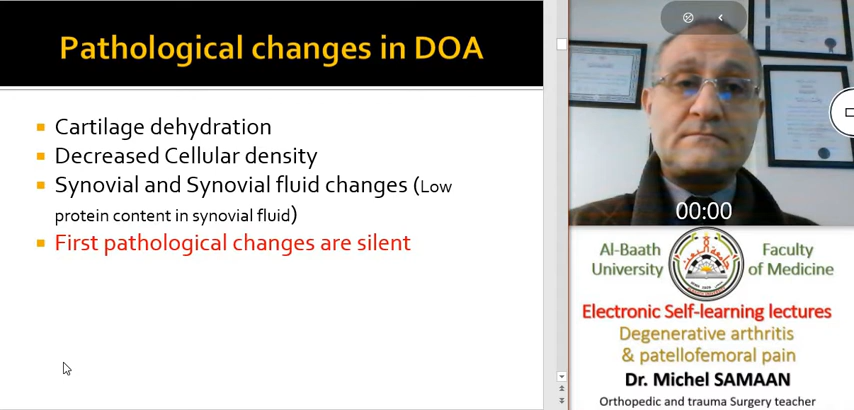 Pathological changes in DOA
Cartilage dehydration
Decreased Cellular density
Synovial and Synovial fluid changes (Low
protein content in synovial fluid)
First pathological changes are silent
00:00
Al-Baath
University
Faculty
of Medicine
Electronic Self-learning lectures
Degenerative arthritis
& patellofemoral pain
Dr. Michel SAMAAN
Orthopedic and trauma Surgery teacher